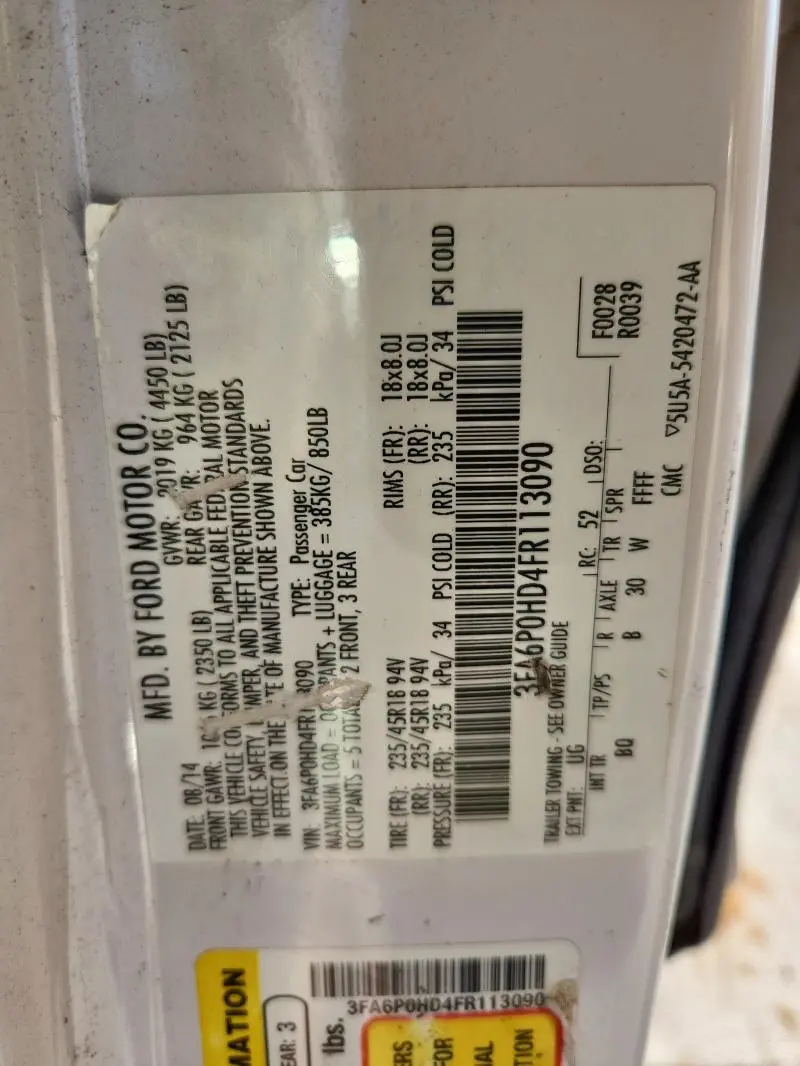 MFD. BY FORD MOTOR CO.
DATE: 08/14 GVWR: 2019 KG ( 4450 LB)
FRONT GAWR: KG ( 2350 LB) REAR 964 KG ( 2125 LB)
THIS VEHICLE TO ALL APPLICABLE MOTOR
VEHICLE SAFETY, AND THEFT PREVENTION STANDARDS
IN EFFECT ON THE OF MANUFACTURE SHOWN ABOVE.
VIN: 3FA6P0HD4FR113090 TYPE: Passenger Car
MAXIMUM LOAD = + LUGGAGE = 385KG/ 850LB
OCCUPANTS = 5 TOTAL 2 FRONT, 3 REAR
TIRE (FR): 235/45R18 94V RIMS (FR): 18x8.0J
(RR): 235/45R18 94V (RR): 18x8.0J
PRESSURE (FR): 235 kPa/ 34 PSI COLD (RR): 235 kPa/ 34 PSI COLD
3FA6P0HD4FR113090
TRAILER TOWING - SEE OWNER GUIDE
EXT PNT: UG RC: 52 DSO: F0028
INT TR TP/PS R AXLE TR SPR R0039
BQ B 30 W FFFF
CMC ▽5U5A-5420472-AA
MATION
EAR: 3
lbs.
3FA6P0HD4FR113090
ERS
FOR
AL
TION